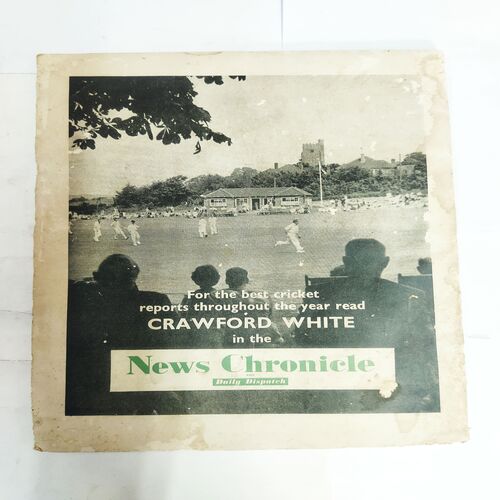 For the best cricket
reports throughout the year read
CRAWFORD WHITE
in the
News Chronicle
Daily Dispatch